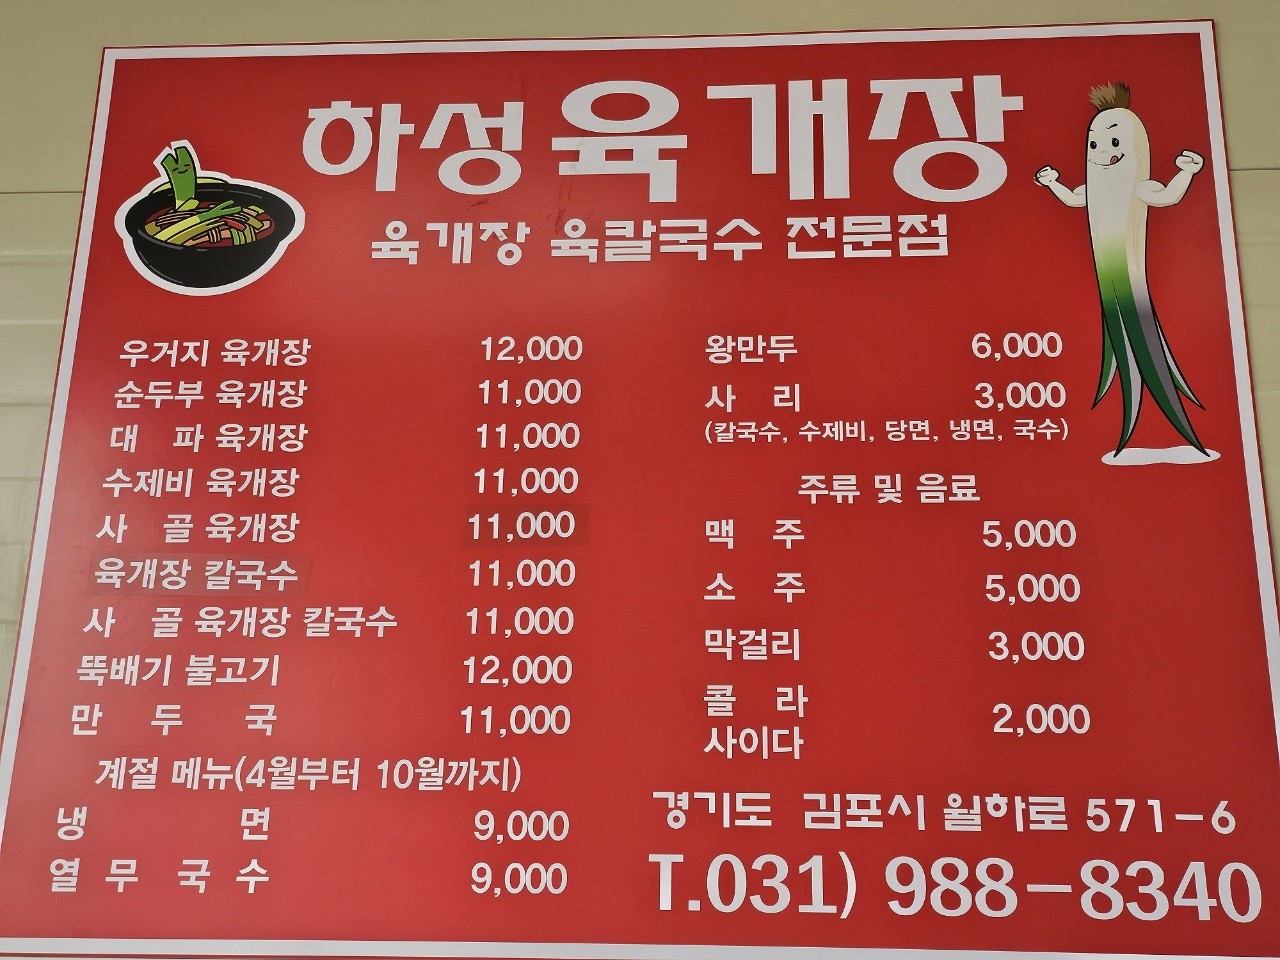 하성육개장
육개장 육칼국수 전문점
우거지 육개장 12,000
순두부 육개장 11,000
대 파 육개장 11,000
수제비 육개장 11,000
사 골 육개장 11,000
육개장 칼국수 11,000
사 골 육개장 칼국수 11,000
뚝배기 불고기 12,000
만 두 국 11,000
계절 메뉴(4월부터 10월까지)
냉 면 9,000
열 무 국 수 9,000
왕만두 6,000
사 리 3,000
(칼국수, 수제비, 당면, 냉면, 국수)
주류 및 음료
맥 주 5,000
소 주 5,000
막걸리 3,000
콜 라
사이다 2,000
경기도 김포시 월하로 571-6
T.031) 988-8340